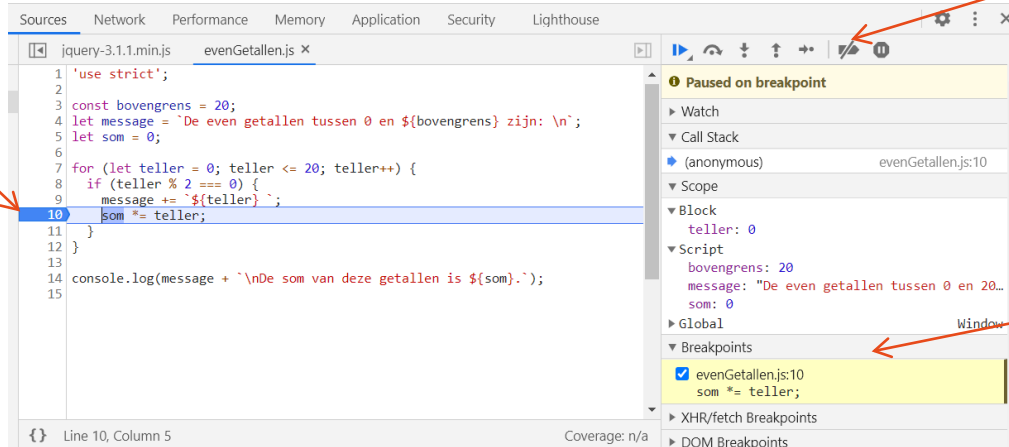 Sources Network Performance Memory Application Security Lighthouse
jquery-3.1.1.min.js evenGetallen.js ×
1 'use strict';
2
3 const bovengrens = 20;
4 let message = `De even getallen tussen 0 en ${bovengrens} zijn: \n`;
5 let som = 0;
6
7 for (let teller = 0; teller <= 20; teller++) {
8 if (teller % 2 === 0) {
9 message += `${teller} `;
10 som *= teller;
11 }
12 }
13
14 console.log(message + `\nDe som van deze getallen is ${som}.`);
15
{ } Line 10, Column 5 Coverage: n/a
Paused on breakpoint
Watch
Call Stack
(anonymous) evenGetallen.js:10
Scope
Block
teller: 0
Script
bovengrens: 20
message: "De even getallen tussen 0 en 20…
som: 0
Global Window
Breakpoints
evenGetallen.js:10
som *= teller;
XHR/fetch Breakpoints
DOM Breakpoints